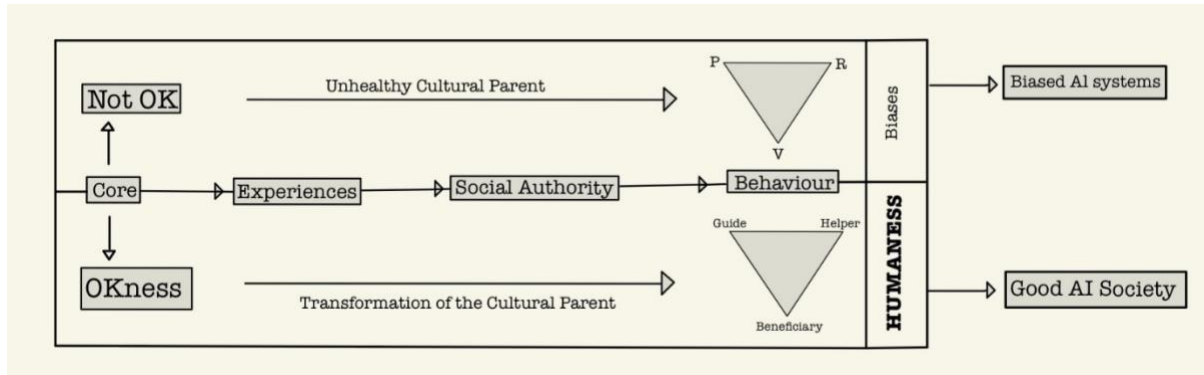 Not OK
Unhealthy Cultural Parent
P
R
V
Biases
Biased AI systems
Core
Experiences
Social Authority
Behaviour
OKness
Transformation of the Cultural Parent
Guide
Helper
Beneficiary
HUMANESS
Good AI Society